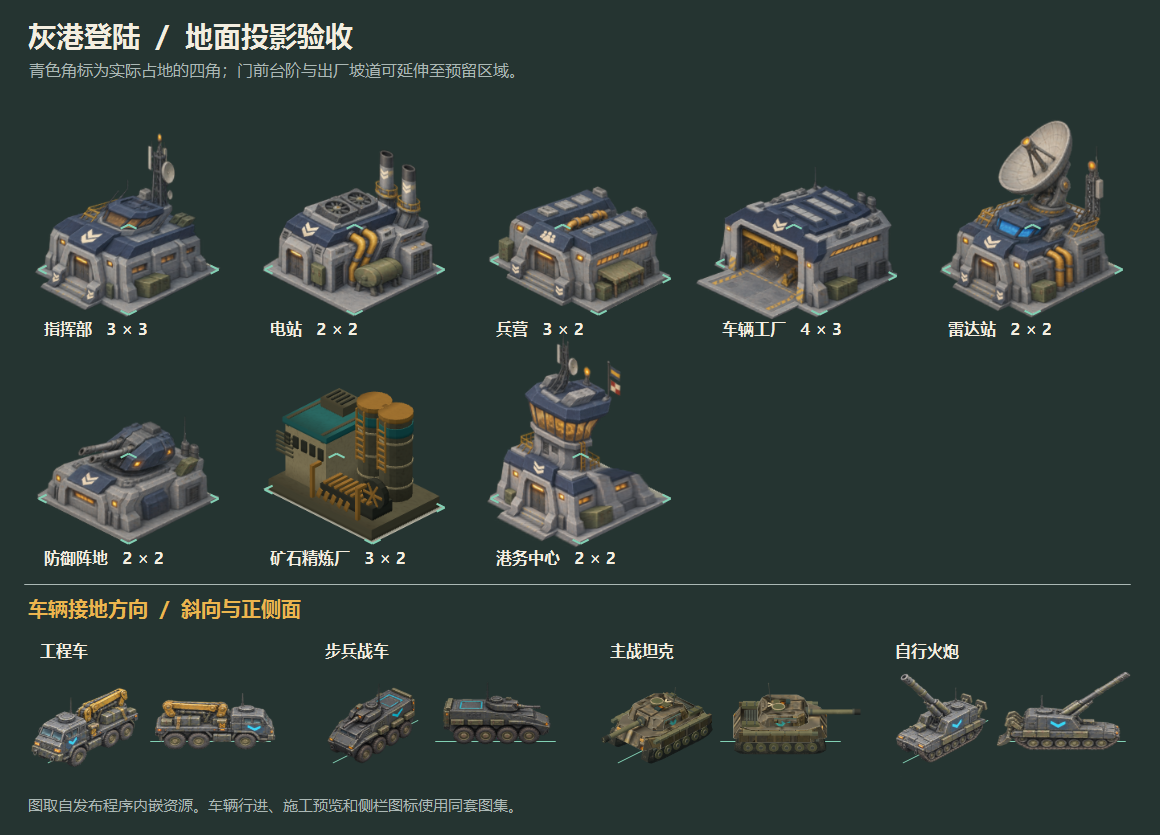 灰港登陆 / 地面投影验收
青色角标为实际占地的四角；门前台阶与出厂坡道可延伸至预留区域。
指挥部 3 × 3
电站 2 × 2
兵营 3 × 2
车辆工厂 4 × 3
雷达站 2 × 2
防御阵地 2 × 2
矿石精炼厂 3 × 2
港务中心 2 × 2
车辆接地方向 / 斜向与正侧面
工程车
步兵战车
主战坦克
自行火炮
图取自发布程序内嵌资源。车辆行进、施工预览和侧栏图标使用同套图集。